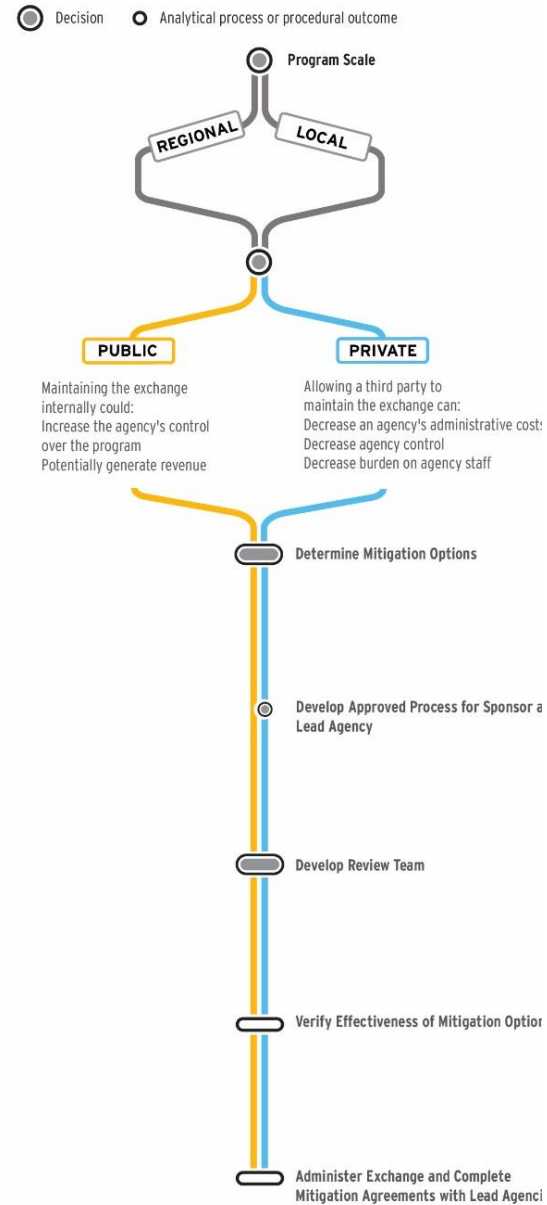 Decision
Analytical process or procedural outcome
Program Scale
REGIONAL
LOCAL
PUBLIC
PRIVATE
Maintaining the exchange
internally could:
Increase the agency's control
over the program
Potentially generate revenue
Allowing a third party to
maintain the exchange can:
Decrease an agency's administrative costs
Decrease agency control
Decrease burden on agency staff
Determine Mitigation Options
Develop Approved Process for Sponsor a
Lead Agency
Develop Review Team
Verify Effectiveness of Mitigation Option
Administer Exchange and Complete
Mitigation Agreements with Lead Agenci